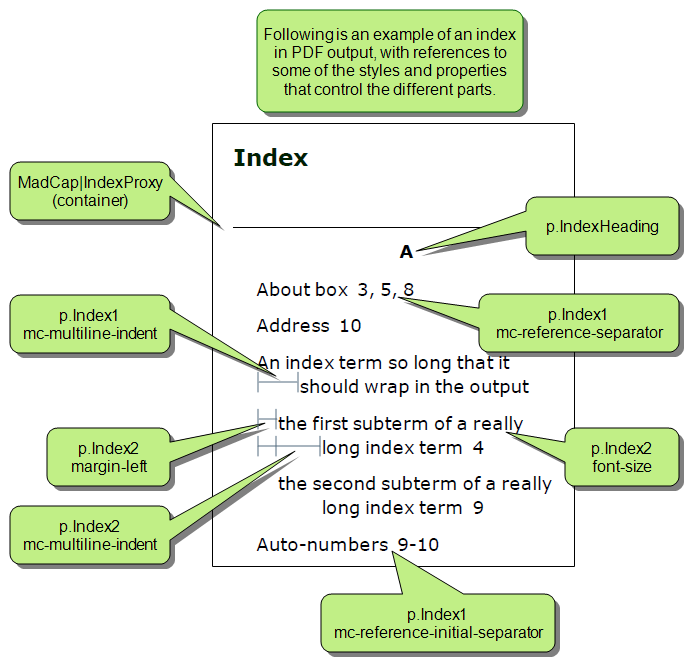 Following is an example of an index
in PDF output, with references to
some of the styles and properties
that control the different parts.
Index
MadCap|IndexProxy
(container)
A
p.IndexHeading
About box 3, 5, 8
p.Index1
mc-reference-separator
Address 10
p.Index1
mc-multiline-indent
An index term so long that it
should wrap in the output
the first subterm of a really
long index term 4
p.Index2
margin-left
p.Index2
font-size
the second subterm of a really
long index term 9
p.Index2
mc-multiline-indent
Auto-numbers 9-10
p.Index1
mc-reference-initial-separator